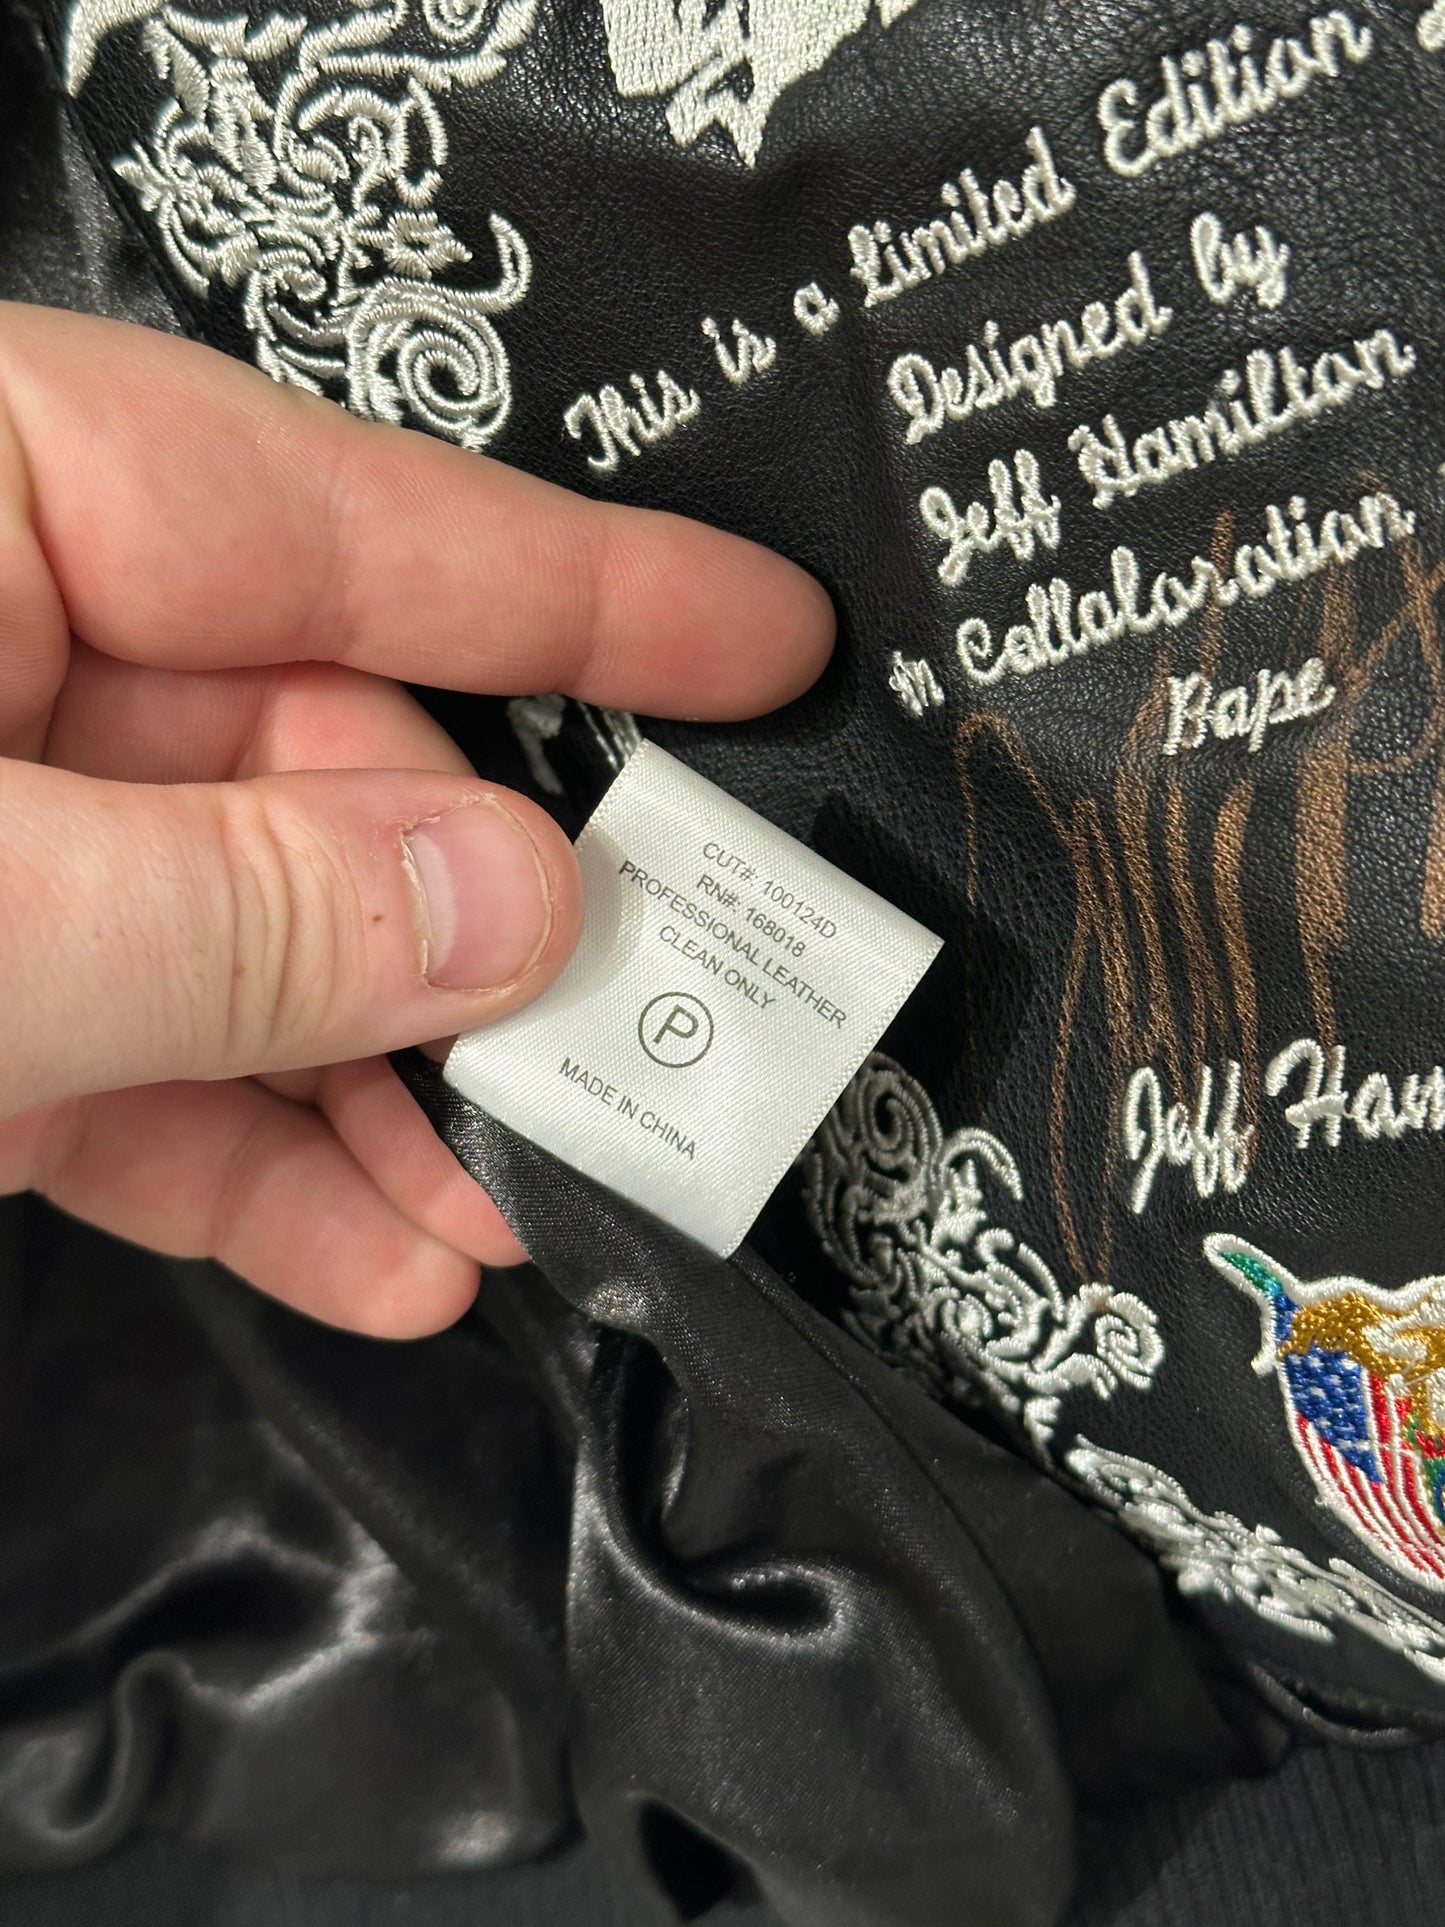 This is a Limited Edition
Designed by
Jeff Hamilton
in Collaboration
Bape
CUT#: 100124D
RN#: 168018
PROFESSIONAL LEATHER
CLEAN ONLY
P
MADE IN CHINA
Jeff